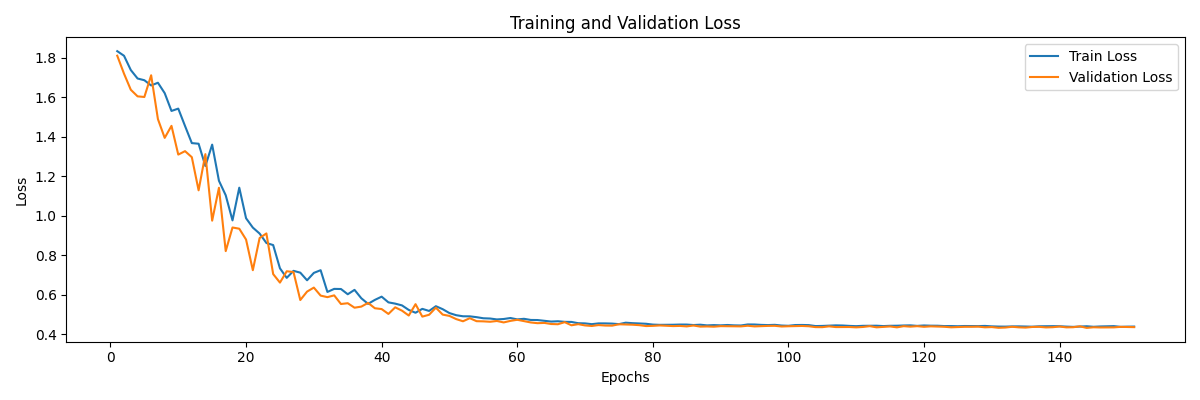 Training and Validation Loss
Train Loss
Validation Loss
1.8
1.6
1.4
1.2
1.0
0.8
0.6
0.4
Loss
0 20 40 60 80 100 120 140
Epochs